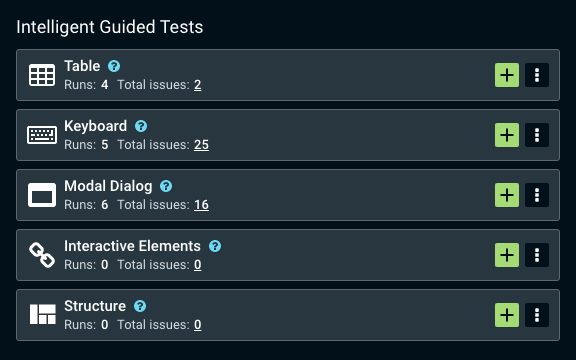 Intelligent Guided Tests
Table
Runs: 4 Total issues: 2
Keyboard
Runs: 5 Total issues: 25
Modal Dialog
Runs: 6 Total issues: 16
Interactive Elements
Runs: 0 Total issues: 0
Structure
Runs: 0 Total issues: 0